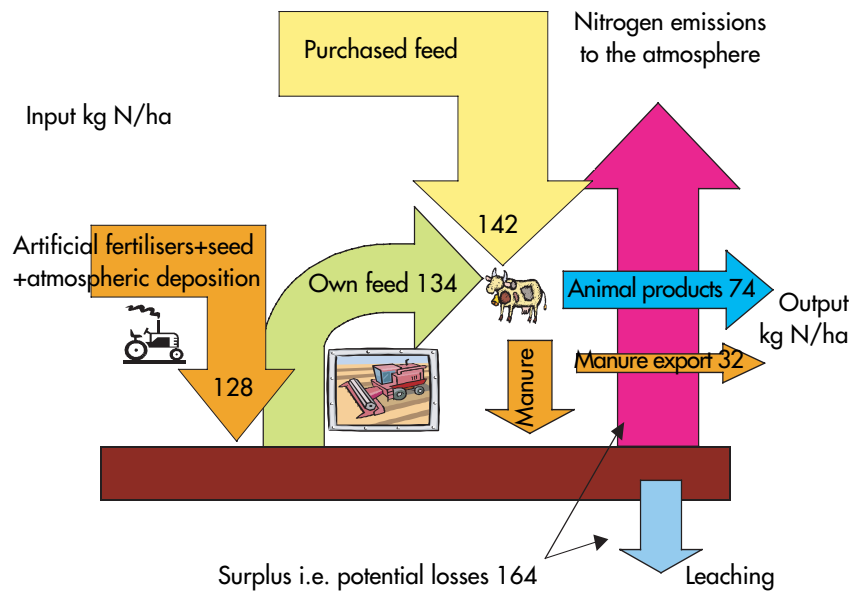 Nitrogen emissions
to the atmosphere
Purchased feed
Input kg N/ha
142
Artificial fertilisers+seed
+atmospheric deposition
Own feed 134
Animal products 74
Output
kg N/ha
Manure export 32
128
Manure
Surplus i.e. potential losses 164
Leaching